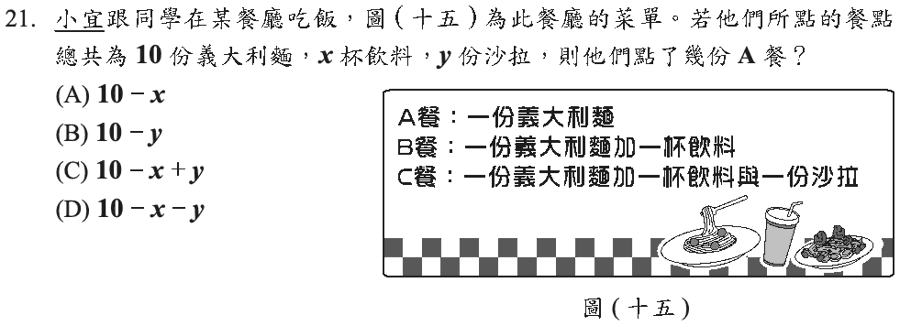 21. 小宜跟同學在某餐廳吃飯，圖(十五)為此餐廳的菜單。若他們所點的餐點
總共為 10 份義大利麵，x 杯飲料，y 份沙拉，則他們點了幾份 A 餐？
(A) 10 − x
(B) 10 − y
(C) 10 − x + y
(D) 10 − x − y
A餐：一份義大利麵
B餐：一份義大利麵加一杯飲料
C餐：一份義大利麵加一杯飲料與一份沙拉
圖(十五)